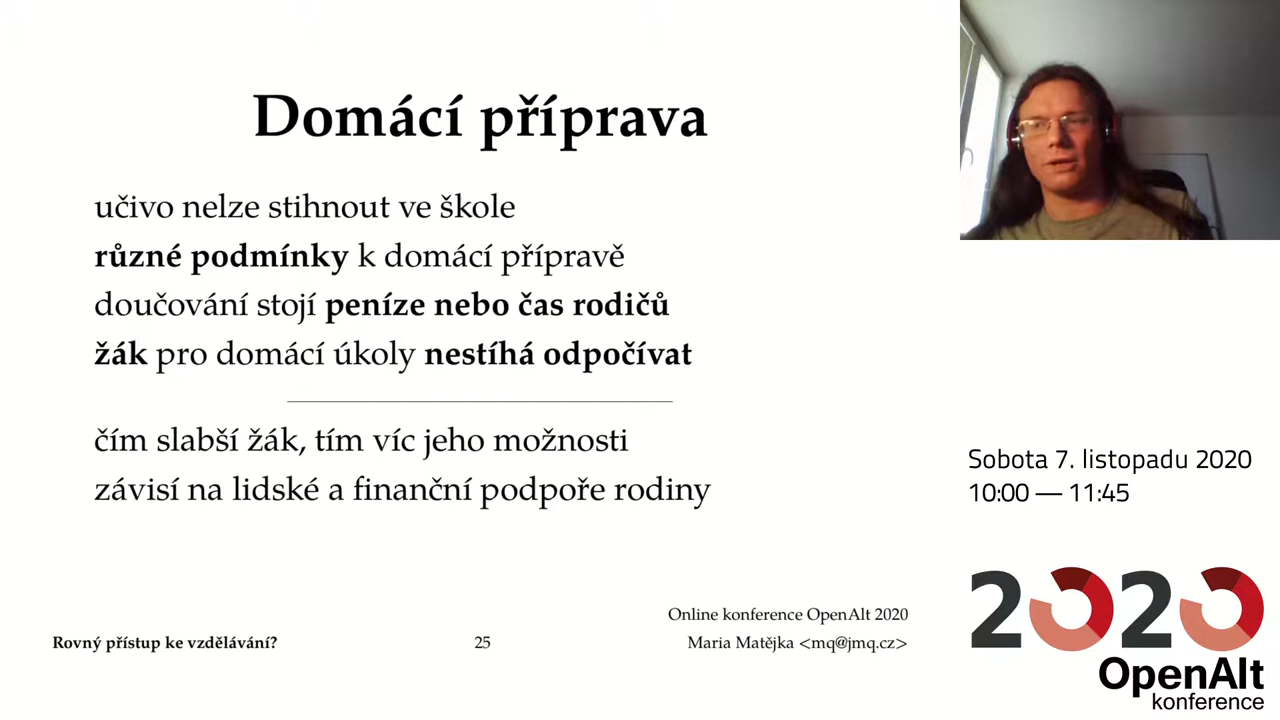 Domácí příprava
učivo nelze stihnout ve škole
různé podmínky k domácí přípravě
doučování stojí peníze nebo čas rodičů
žák pro domácí úkoly nestíhá odpočívat
čím slabší žák, tím víc jeho možnosti
závisí na lidské a finanční podpoře rodiny
Online konference OpenAlt 2020
Rovný přístup ke vzdělávání?
25
Maria Matějka <mq@jmq.cz>
Sobota 7. listopadu 2020
10:00 — 11:45
2020
OpenAlt
konference